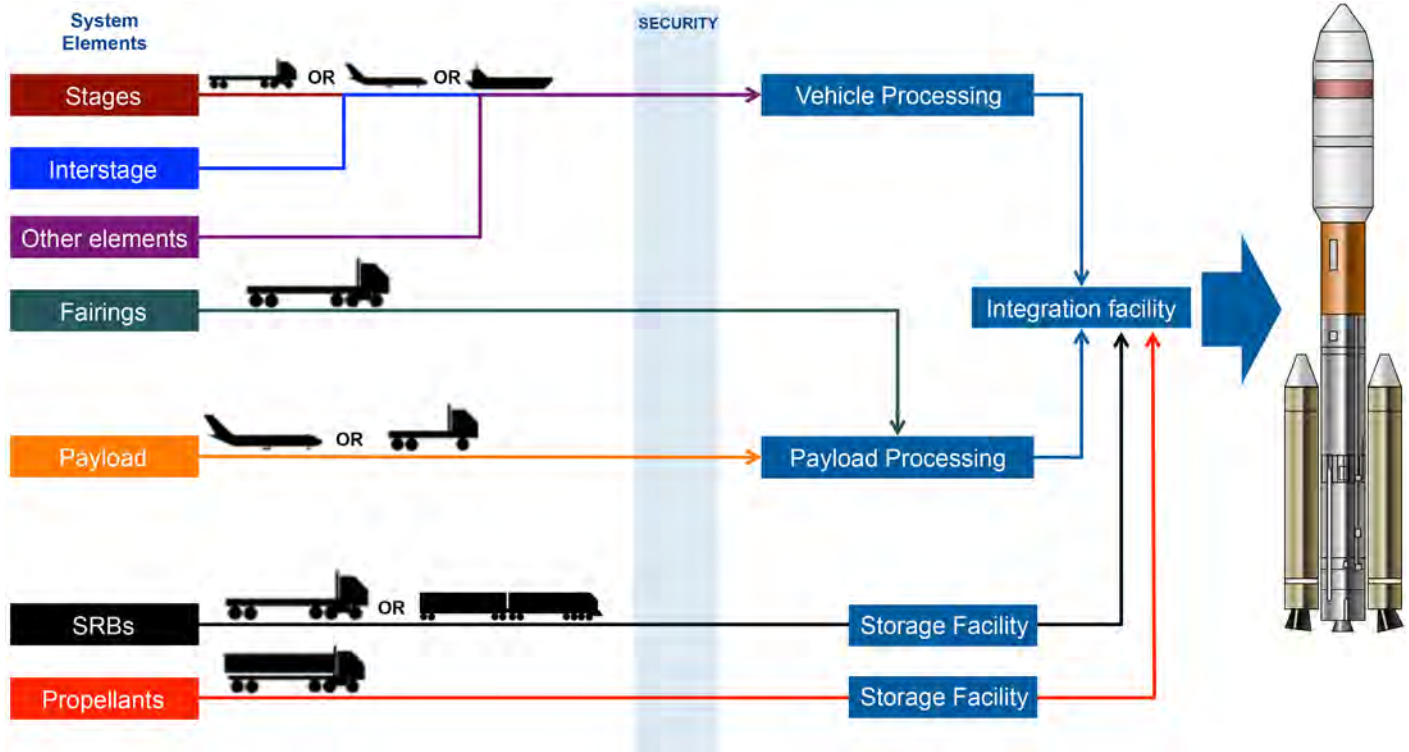 System
Elements
SECURITY
Stages
OR
OR
Vehicle Processing
Interstage
Other elements
Fairings
Integration facility
Payload
OR
Payload Processing
SRBs
OR
Storage Facility
Propellants
Storage Facility